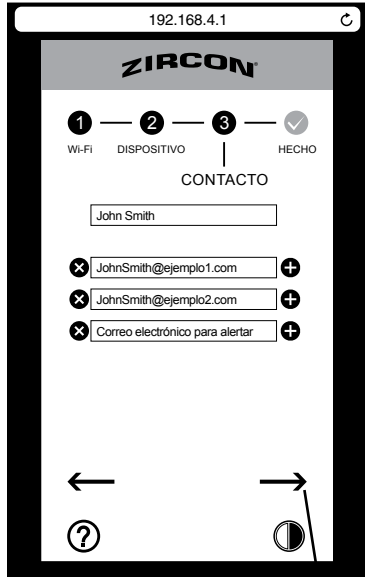 192.168.4.1
ZIRCON
1 2 3
Wi-Fi DISPOSITIVO HECHO
CONTACTO
John Smith
JohnSmith@ejemplo1.com
JohnSmith@ejemplo2.com
Correo electrónico para alertar
?